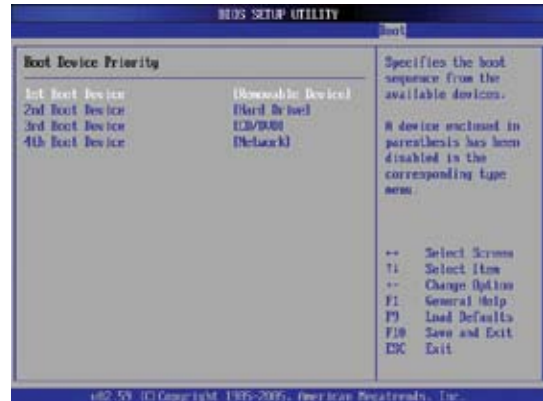 BIOS SETUP UTILITY
Boot
Boot Device Priority
1st Boot Device [Removable Device]
2nd Boot Device [Hard Drive]
3rd Boot Device [CD/DVD]
4th Boot Device [Network]
Specifies the boot
sequence from the
available devices.
A device enclosed in
parenthesis has been
disabled in the
corresponding type
menu.
↔ Select Screen
↑↓ Select Item
+- Change Option
F1 General Help
F9 Load Defaults
F10 Save and Exit
ESC Exit
v02.59 (C)Copyright 1985-2005, American Megatrends, Inc.